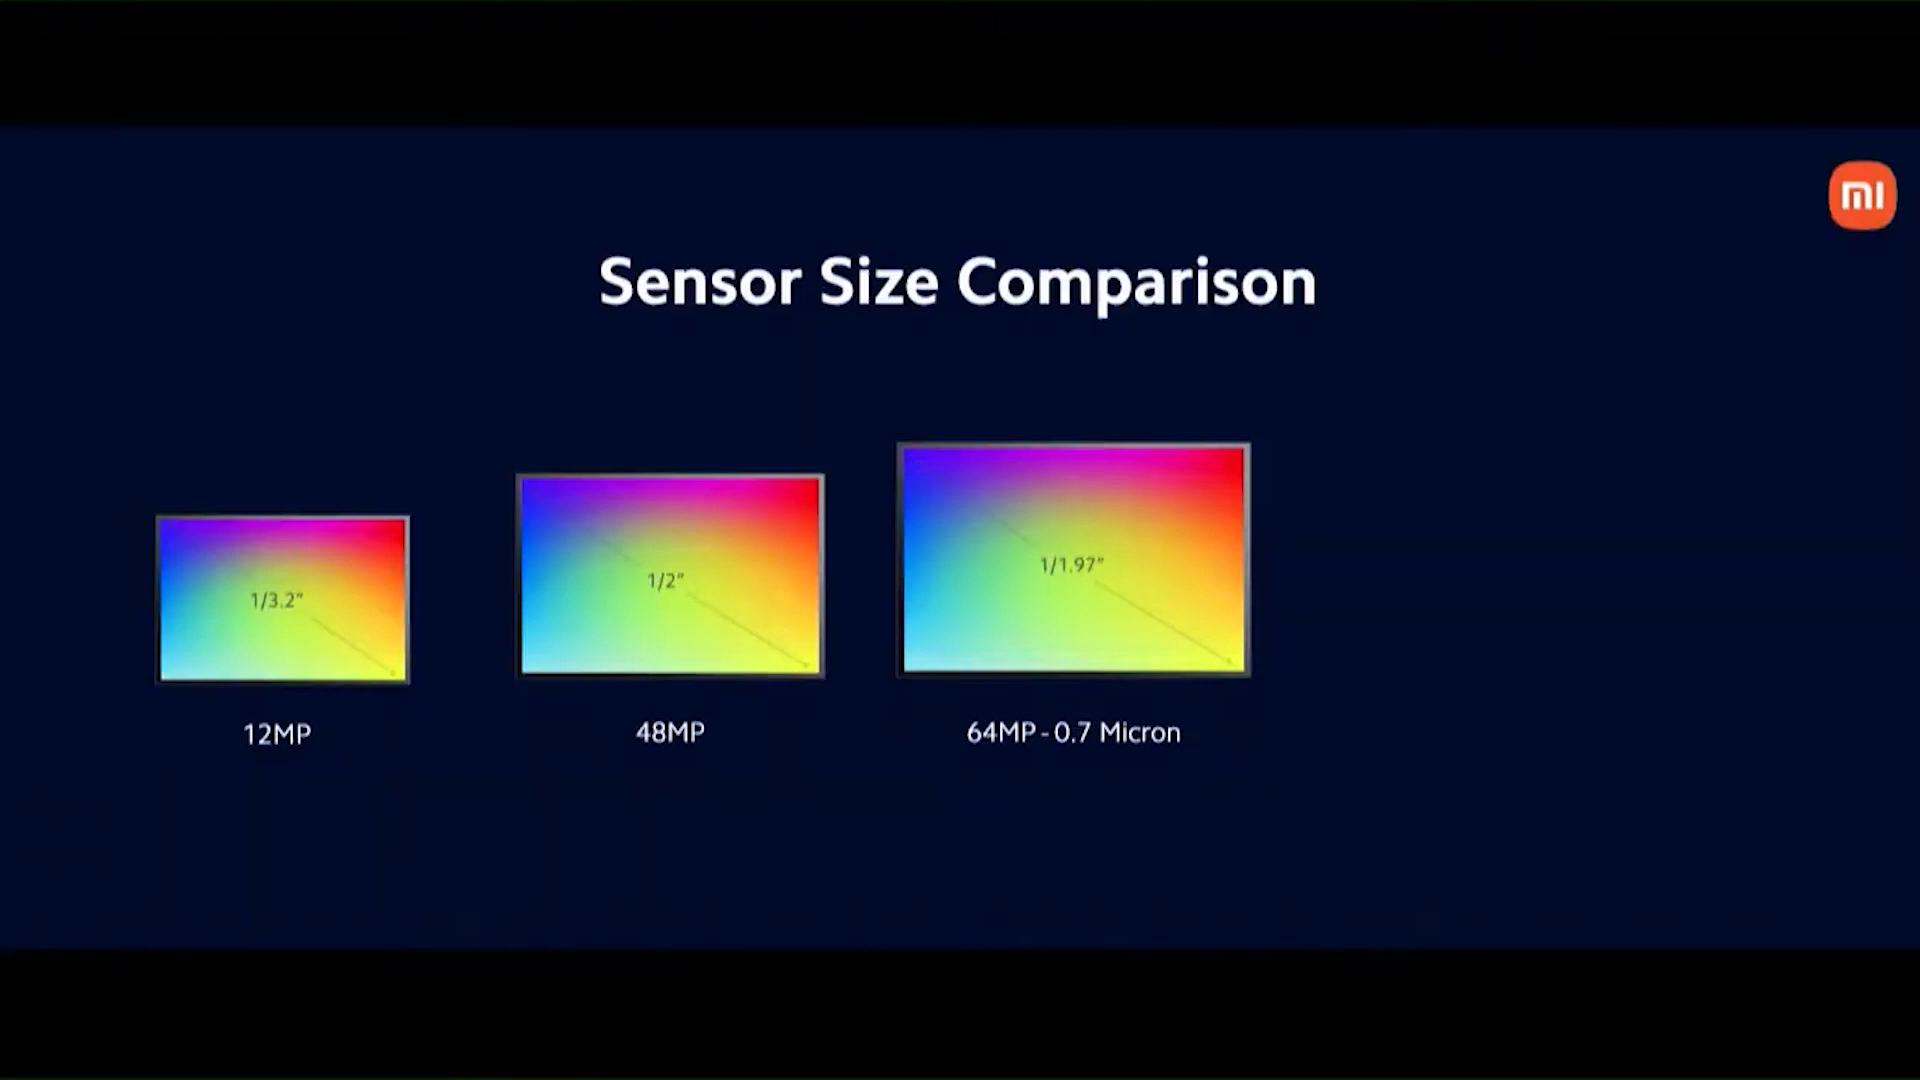 mi
Sensor Size Comparison
1/3.2”
1/2”
1/1.97”
12MP
48MP
64MP - 0.7 Micron